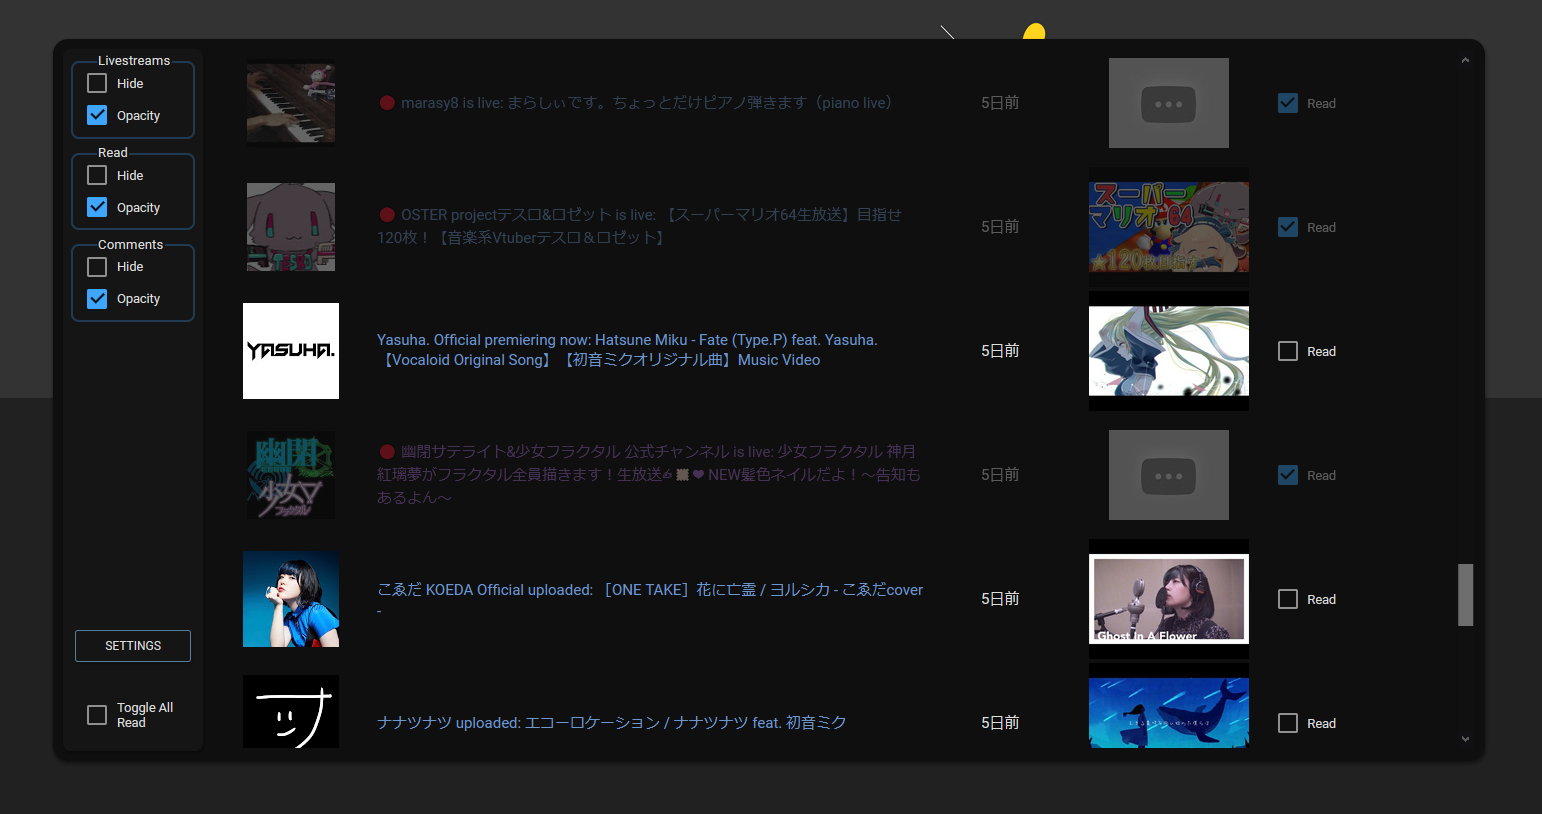 Livestreams
Hide
Opacity
Read
Hide
Opacity
Comments
Hide
Opacity
SETTINGS
Toggle All
Read
marasy8 is live: まらしぃです。ちょっとだけピアノ弾きます（piano live）
5日前
Read
OSTER projectテスロ&ロゼット is live: 【スーパーマリオ64生放送】目指せ
120枚！【音楽系Vtuberテスロ＆ロゼット】
5日前
スーパー
マリオ64
★120枚目指す
Read
YASUHA.
Yasuha. Official premiering now: Hatsune Miku - Fate (Type.P) feat. Yasuha.
【Vocaloid Original Song】【初音ミクオリジナル曲】Music Video
5日前
Read
幽閉
少女
フラクタル
幽閉サテライト&少女フラクタル 公式チャンネル is live: 少女フラクタル 神月
紅璃夢がフラクタル全員描きます！生放送✍🏽❤ NEW髪色ネイルだよ！〜告知も
あるよん〜
5日前
Read
こゑだ KOEDA Official uploaded: ［ONE TAKE］花に亡霊 / ヨルシカ - こゑだcover
-
5日前
Ghost In A Flower
Read
ナナツナツ uploaded: エコーロケーション / ナナツナツ feat. 初音ミク
5日前
Read